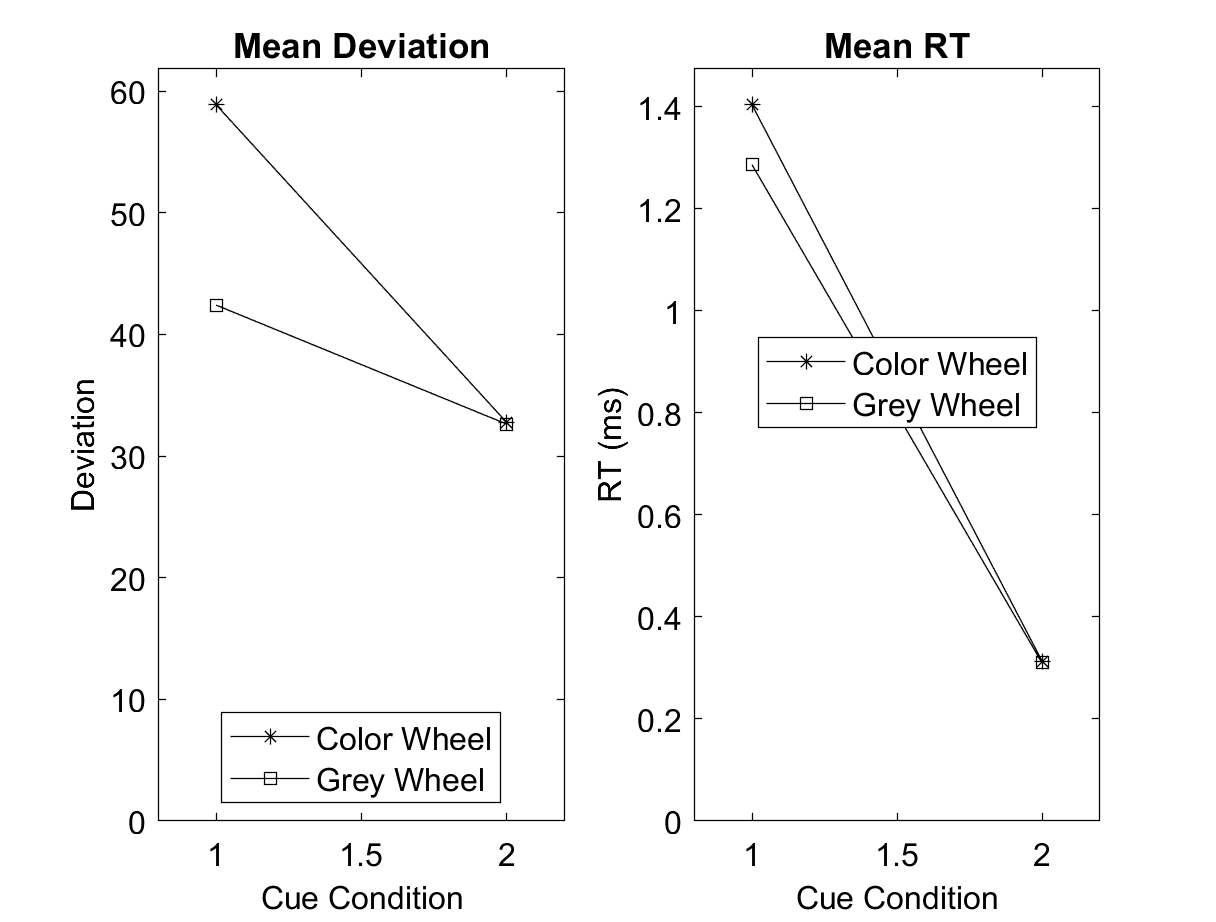 Mean Deviation
60
50
40
30
20
10
0
Deviation
Color Wheel
Grey Wheel
1
1.5
2
Cue Condition
Mean RT
1.4
1.2
1
0.8
0.6
0.4
0.2
0
RT (ms)
Color Wheel
Grey Wheel
1
1.5
2
Cue Condition